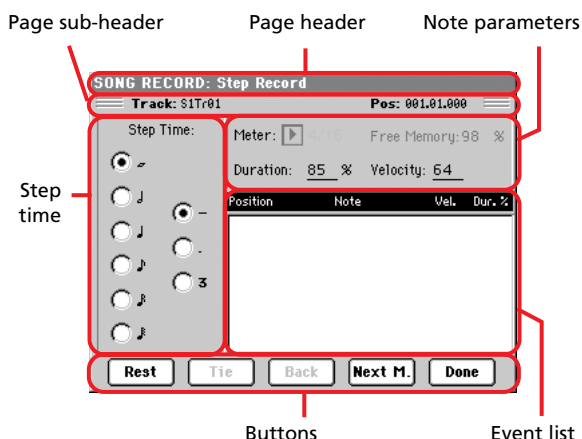 Page sub-header Page header Note parameters
SONG RECORD: Step Record
Track: S1Tr01 Pos: 001.01.000
Step Time: Meter: 4/16 Free Memory: 98 %
Duration: 85 % Velocity: 64
Step time
Position Note Vel. Dur. %
-
.
3
Rest Tie Back Next M. Done
Buttons Event list